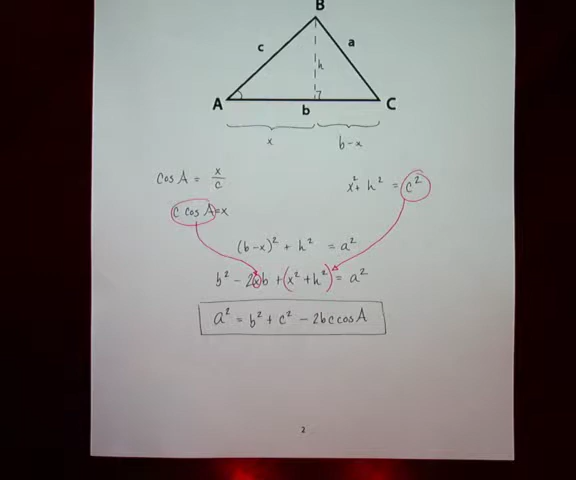 B
c a
h
A C
b
x b-x
cos A = x/c x² + h² = c²
c cos A = x
(b-x)² + h² = a²
b² - 2xb + (x² + h²) = a²
a² = b² + c² - 2bc cos A
2